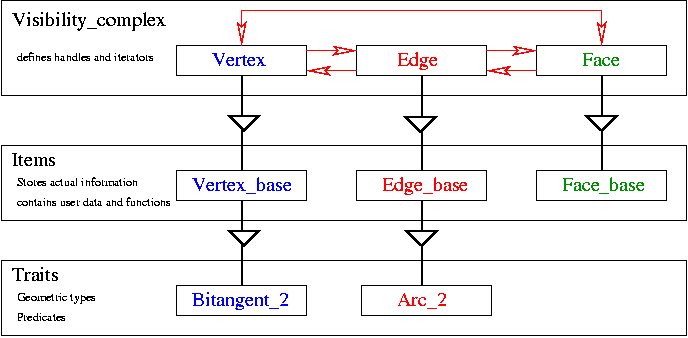 Visibility_complex
defines handles and iterators
Vertex
Edge
Face
Items
Stores actual information
contains user data and functions
Vertex_base
Edge_base
Face_base
Traits
Geometric types
Predicates
Bitangent_2
Arc_2